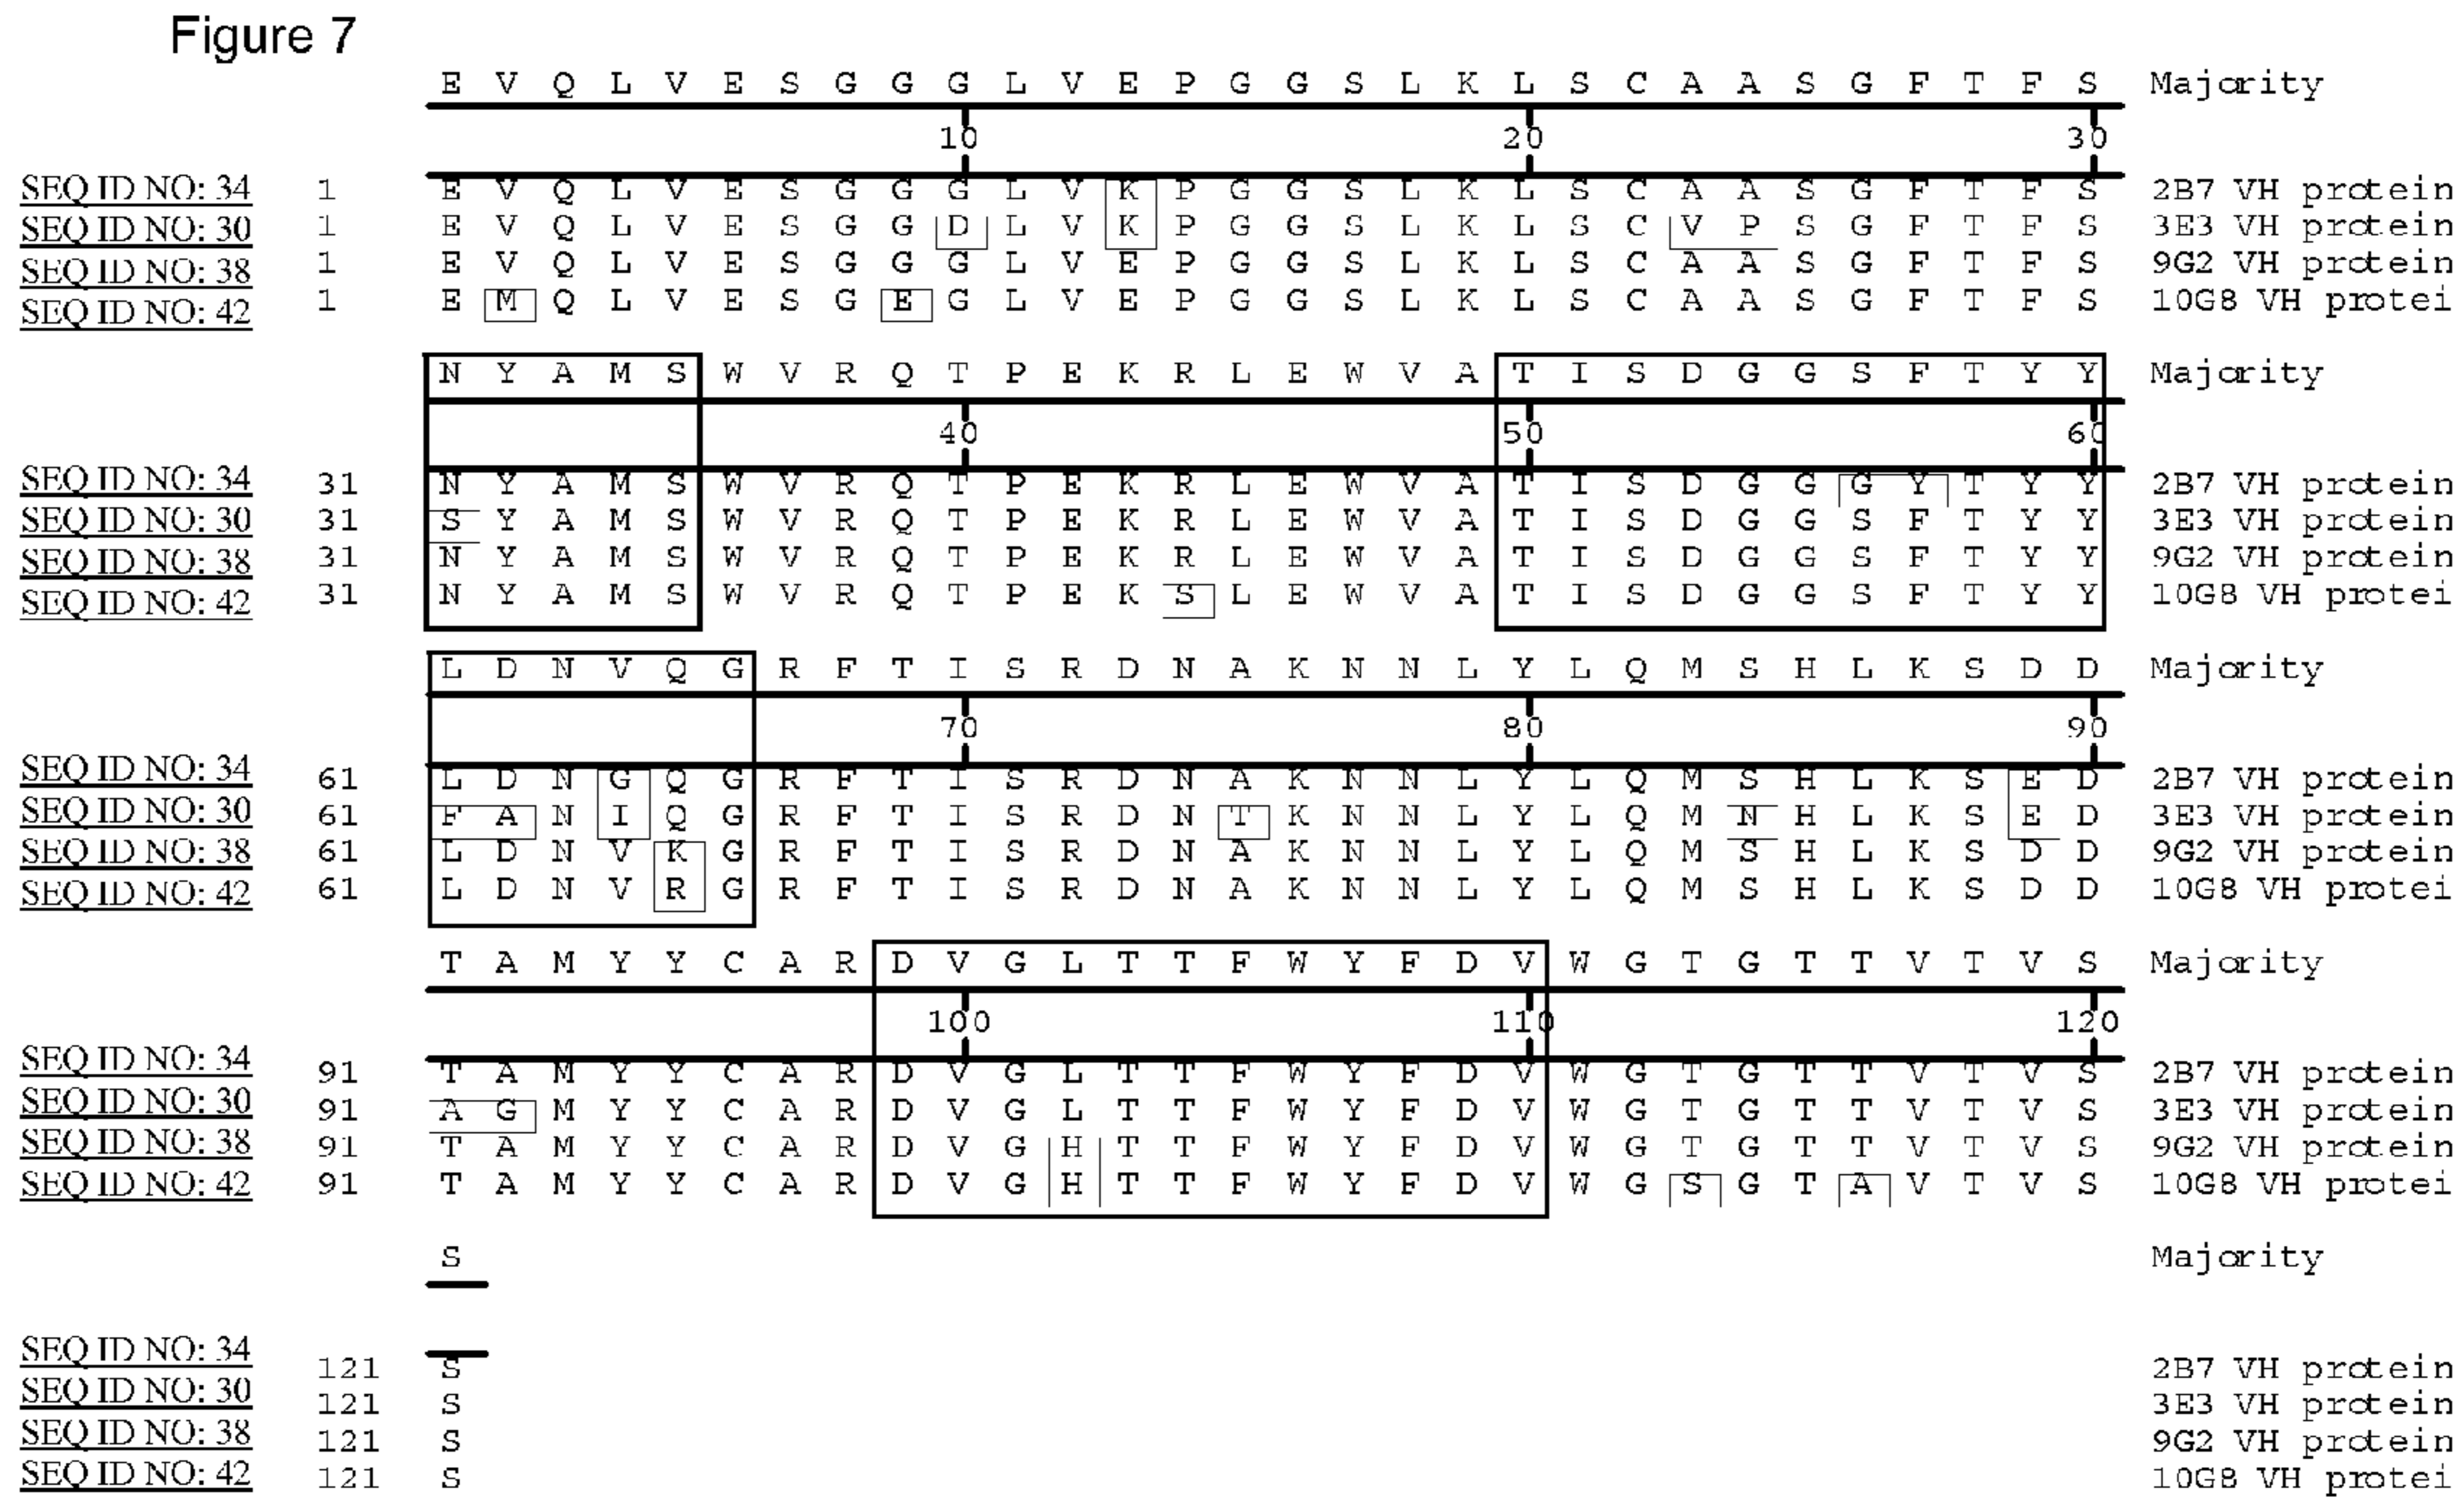 Figure 7
E V Q L V E S G G G L V E P G G S L K L S C A A S G F T F S Majority
10 20 30
SEQ ID NO: 34 1 E V Q L V E S G G G L V K P G G S L K L S C A A S G F T F S 2B7 VH protein
SEQ ID NO: 30 1 E V Q L V E S G G D L V K P G G S L K L S C V P S G F T F S 3E3 VH protein
SEQ ID NO: 38 1 E V Q L V E S G G G L V E P G G S L K L S C A A S G F T F S 9G2 VH protein
SEQ ID NO: 42 1 E M Q L V E S G E G L V E P G G S L K L S C A A S G F T F S 10G8 VH protei
N Y A M S W V R Q T P E K R L E W V A T I S D G G S F T Y Y Majority
40 50 60
SEQ ID NO: 34 31 N Y A M S W V R Q T P E K R L E W V A T I S D G G G Y T Y Y 2B7 VH protein
SEQ ID NO: 30 31 S Y A M S W V R Q T P E K R L E W V A T I S D G G S F T Y Y 3E3 VH protein
SEQ ID NO: 38 31 N Y A M S W V R Q T P E K R L E W V A T I S D G G S F T Y Y 9G2 VH protein
SEQ ID NO: 42 31 N Y A M S W V R Q T P E K S L E W V A T I S D G G S F T Y Y 10G8 VH protei
L D N V Q G R F T I S R D N A K N N L Y L Q M S H L K S D D Majority
70 80 90
SEQ ID NO: 34 61 L D N G Q G R F T I S R D N A K N N L Y L Q M S H L K S E D 2B7 VH protein
SEQ ID NO: 30 61 F A N I Q G R F T I S R D N T K N N L Y L Q M N H L K S E D 3E3 VH protein
SEQ ID NO: 38 61 L D N V K G R F T I S R D N A K N N L Y L Q M S H L K S D D 9G2 VH protein
SEQ ID NO: 42 61 L D N V R G R F T I S R D N A K N N L Y L Q M S H L K S D D 10G8 VH protei
T A M Y Y C A R D V G L T T F W Y F D V W G T G T T V T V S Majority
100 110 120
SEQ ID NO: 34 91 T A M Y Y C A R D V G L T T F W Y F D V W G T G T T V T V S 2B7 VH protein
SEQ ID NO: 30 91 A G M Y Y C A R D V G L T T F W Y F D V W G T G T T V T V S 3E3 VH protein
SEQ ID NO: 38 91 T A M Y Y C A R D V G H T T F W Y F D V W G T G T T V T V S 9G2 VH protein
SEQ ID NO: 42 91 T A M Y Y C A R D V G H T T F W Y F D V W G S G T A V T V S 10G8 VH protei
S Majority
SEQ ID NO: 34 121 S 2B7 VH protein
SEQ ID NO: 30 121 S 3E3 VH protein
SEQ ID NO: 38 121 S 9G2 VH protein
SEQ ID NO: 42 121 S 10G8 VH protei